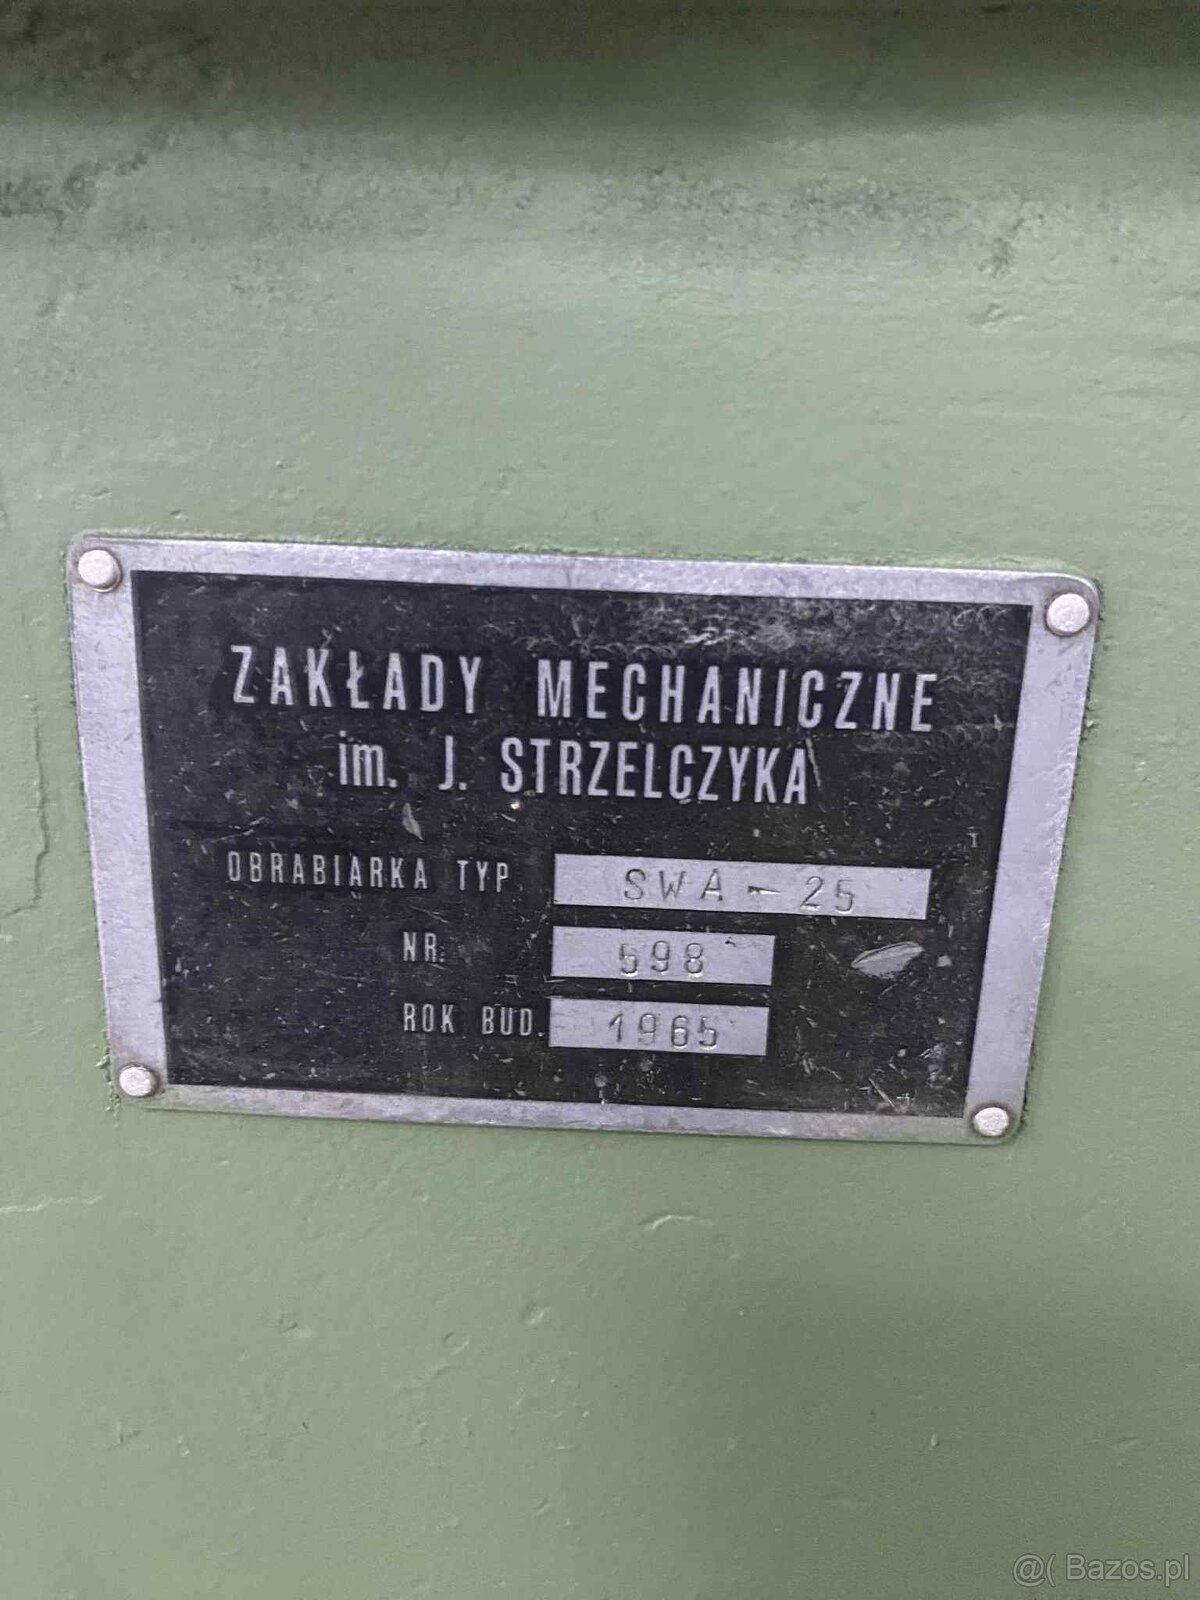 ZAKŁADY MECHANICZNE
im. J. STRZELCZYKA
OBRABIARKA TYP SWA - 25
NR. 598
ROK BUD. 1965
@( Bazos.pl